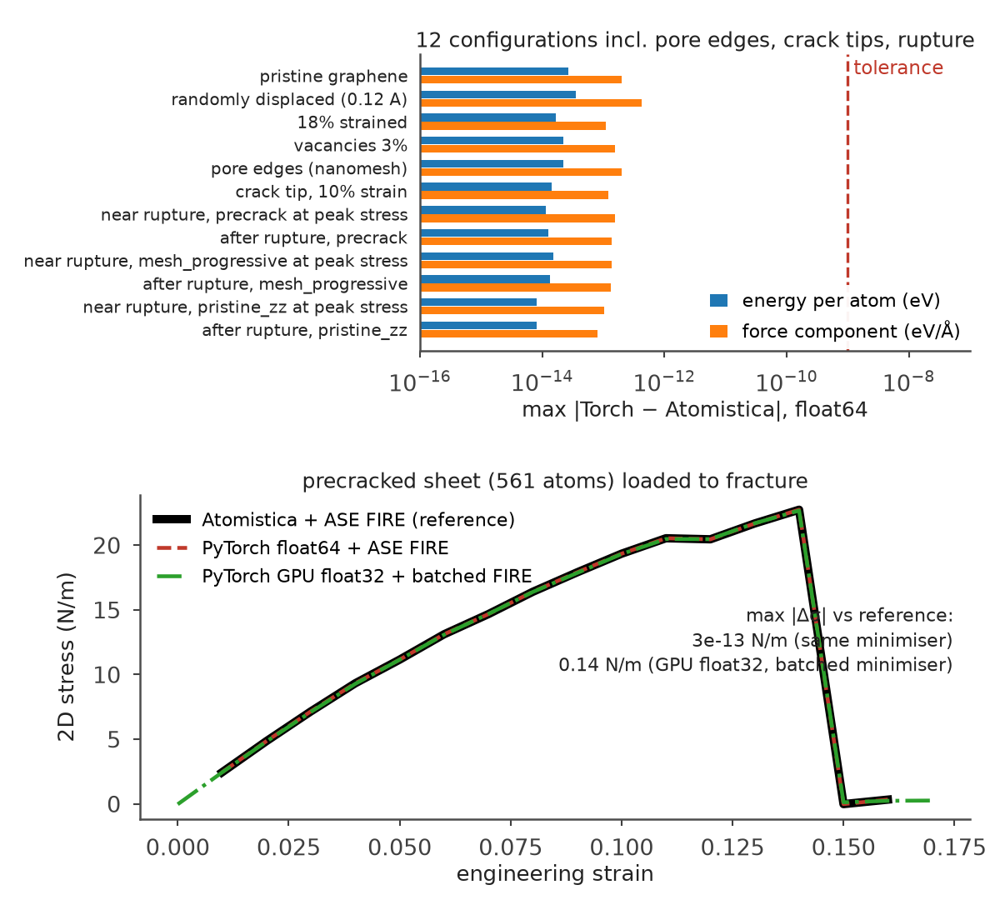 12 configurations incl. pore edges, crack tips, rupture
tolerance
pristine graphene
randomly displaced (0.12 A)
18% strained
vacancies 3%
pore edges (nanomesh)
crack tip, 10% strain
near rupture, precrack at peak stress
after rupture, precrack
near rupture, mesh_progressive at peak stress
after rupture, mesh_progressive
near rupture, pristine_zz at peak stress
after rupture, pristine_zz
energy per atom (eV)
force component (eV/Å)
10⁻¹⁶ 10⁻¹⁴ 10⁻¹² 10⁻¹⁰ 10⁻⁸
max |Torch − Atomistica|, float64
precracked sheet (561 atoms) loaded to fracture
Atomistica + ASE FIRE (reference)
PyTorch float64 + ASE FIRE
PyTorch GPU float32 + batched FIRE
max |Δσ| vs reference:
3e-13 N/m (same minimiser)
0.14 N/m (GPU float32, batched minimiser)
2D stress (N/m)
20
15
10
5
0
0.000 0.025 0.050 0.075 0.100 0.125 0.150 0.175
engineering strain